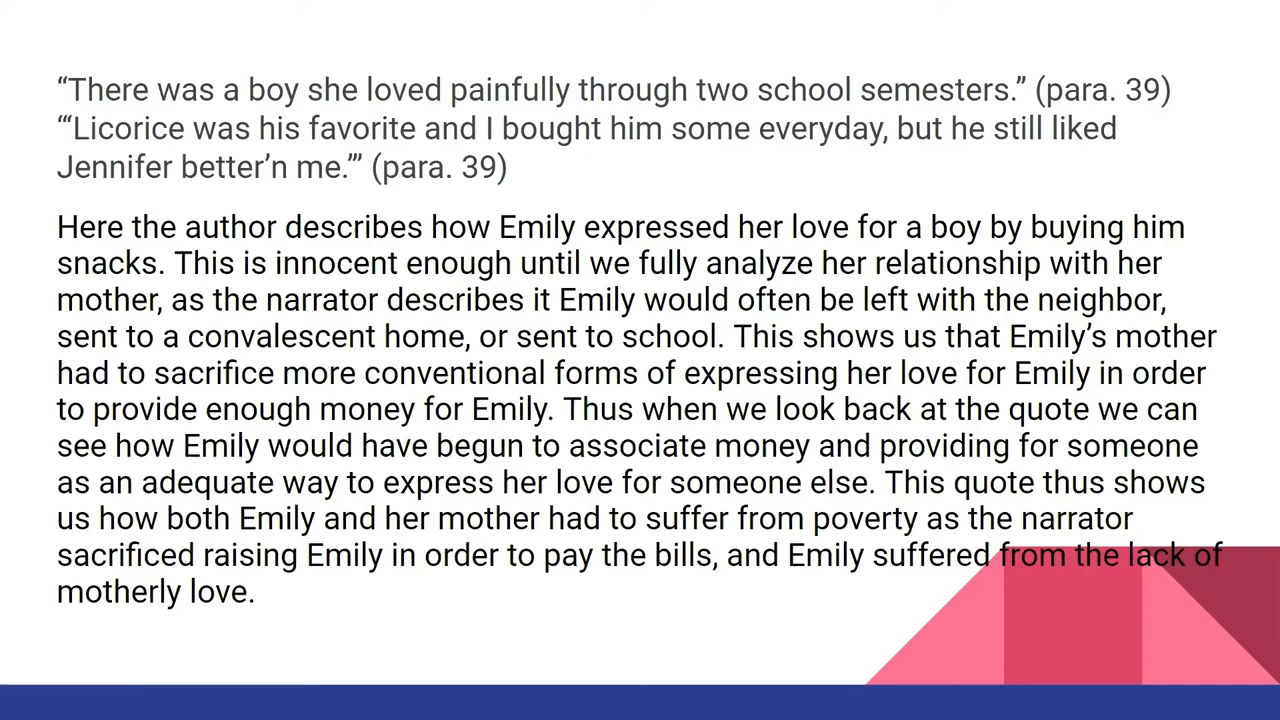 “There was a boy she loved painfully through two school semesters.” (para. 39)
“‘Licorice was his favorite and I bought him some everyday, but he still liked
Jennifer better’n me.’” (para. 39)
Here the author describes how Emily expressed her love for a boy by buying him
snacks. This is innocent enough until we fully analyze her relationship with her
mother, as the narrator describes it Emily would often be left with the neighbor,
sent to a convalescent home, or sent to school. This shows us that Emily’s mother
had to sacrifice more conventional forms of expressing her love for Emily in order
to provide enough money for Emily. Thus when we look back at the quote we can
see how Emily would have begun to associate money and providing for someone
as an adequate way to express her love for someone else. This quote thus shows
us how both Emily and her mother had to suffer from poverty as the narrator
sacrificed raising Emily in order to pay the bills, and Emily suffered from the lack of
motherly love.